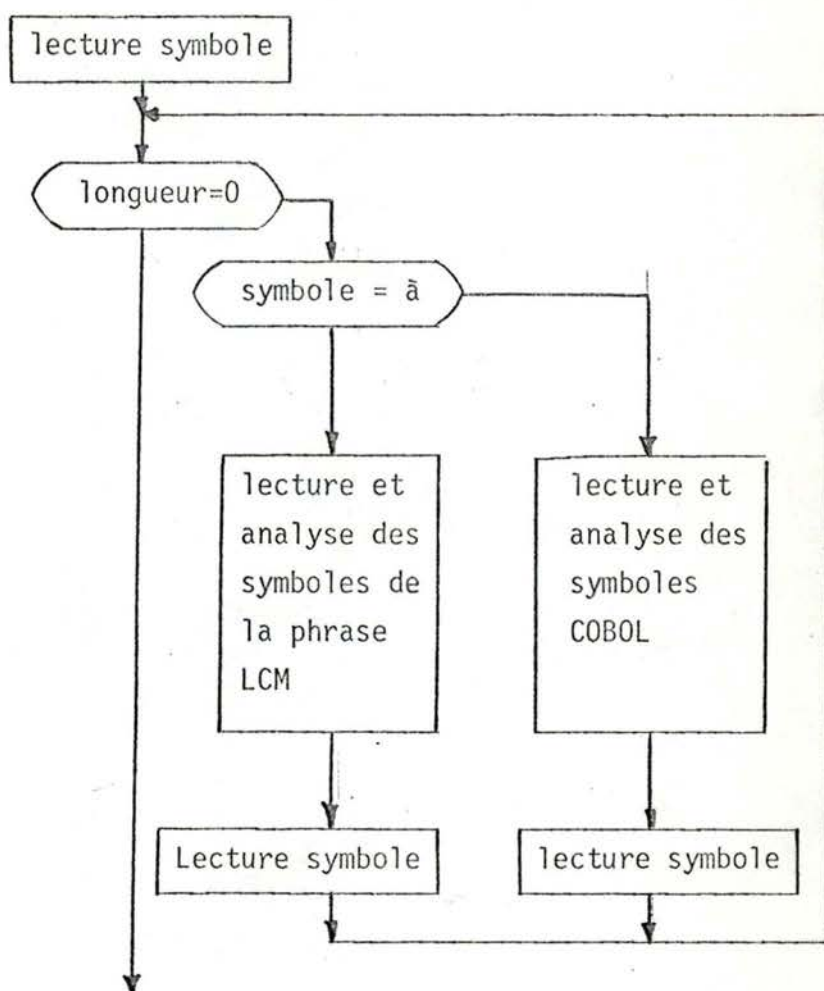 lecture symbole
longueur=0
symbole = à
lecture et
analyse des
symboles de
la phrase
LCM
lecture et
analyse des
symboles
COBOL
Lecture symbole
lecture symbole